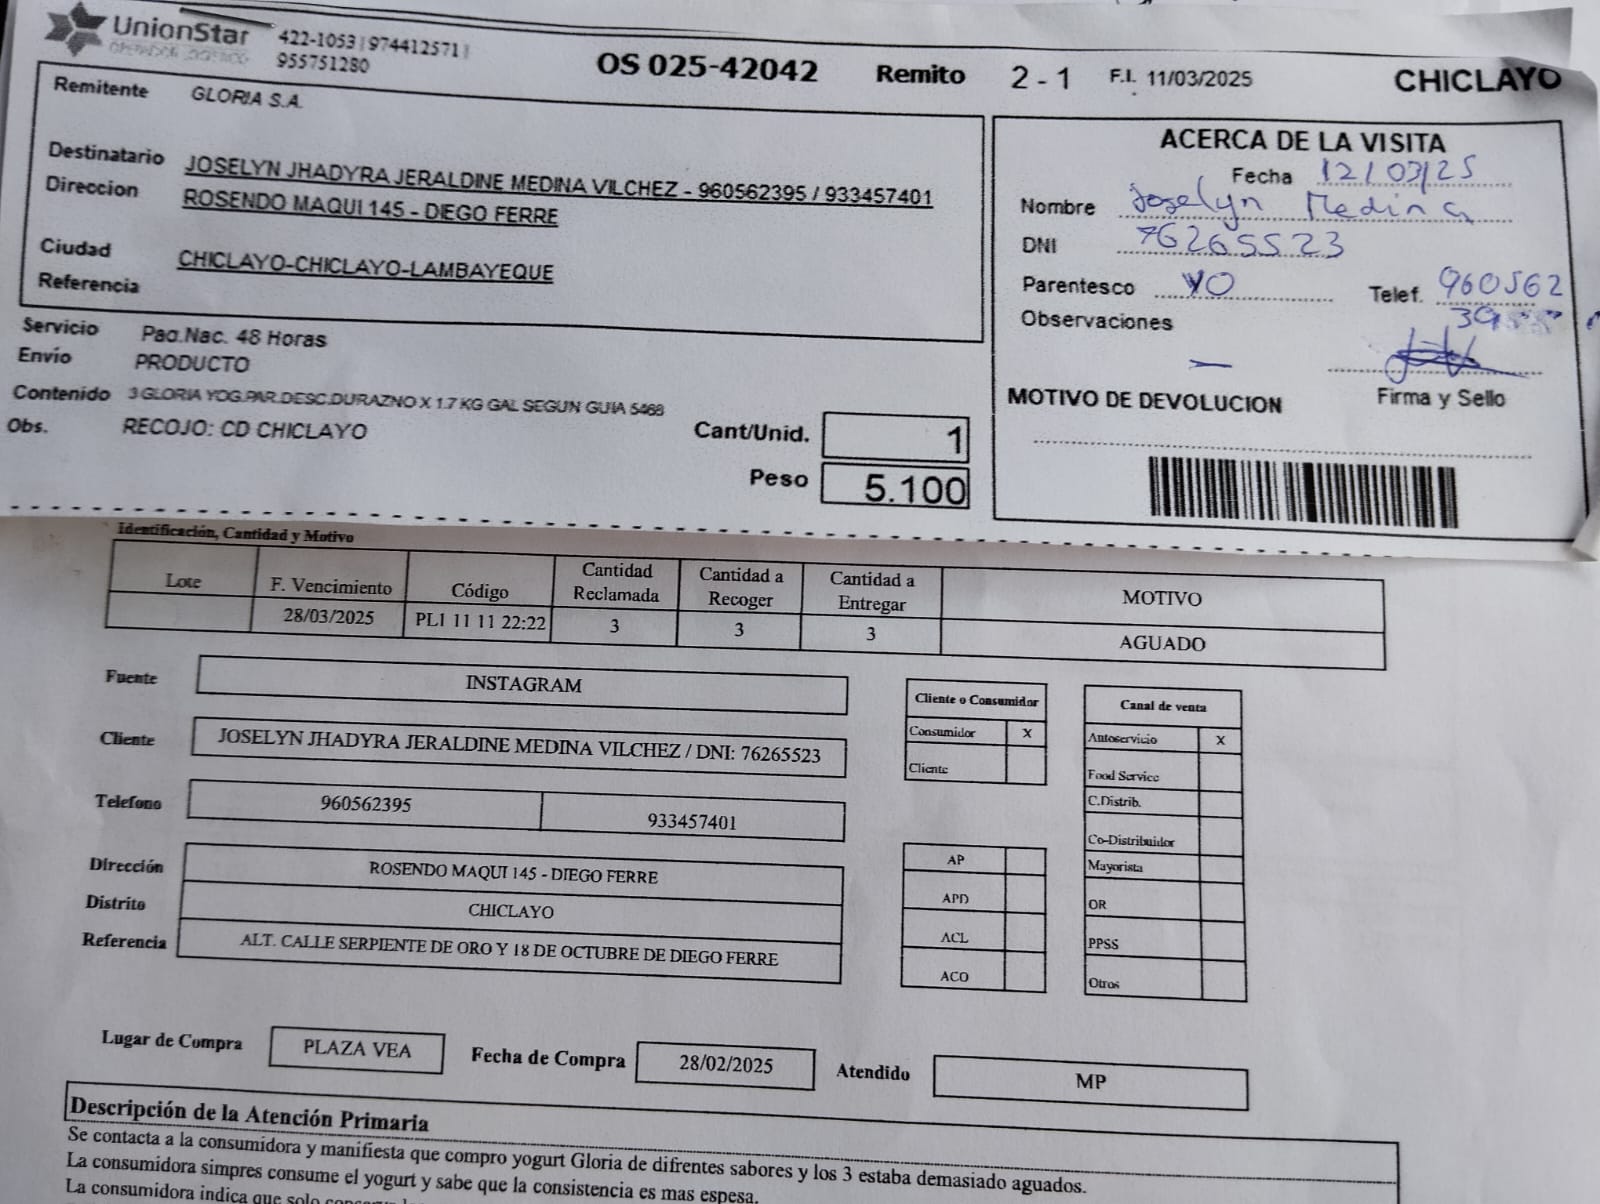 UnionStar 422-1053 | 974412571 | OS 025-42042 Remito 2 - 1 F.I. 11/03/2025 CHICLAYO
OPERADOR LOGISTICO 955751280
Remitente GLORIA S.A.
Destinatario JOSELYN JHADYRA JERALDINE MEDINA VILCHEZ - 960562395 / 933457401
Direccion ROSENDO MAQUI 145 - DIEGO FERRE
Ciudad CHICLAYO-CHICLAYO-LAMBAYEQUE
Referencia
Servicio Paq.Nac. 48 Horas
Envio PRODUCTO
Contenido 3 GLORIA YOG.PAR.DESC.DURAZNO X 1.7 KG GAL SEGUN GUIA 5468
Obs. RECOJO: CD CHICLAYO
Cant/Unid. 1
Peso 5.100
ACERCA DE LA VISITA
Fecha 12/03/25
Nombre Joselyn Medina
DNI 76265523
Parentesco YO Telef. 960562
39
Observaciones
—
Firma y Sello
MOTIVO DE DEVOLUCION
Identificación, Cantidad y Motivo
Lote F. Vencimiento Código Cantidad Reclamada Cantidad a Recoger Cantidad a Entregar MOTIVO
28/03/2025 PL1 11 11 22:22 3 3 3 AGUADO
Fuente INSTAGRAM
Cliente JOSELYN JHADYRA JERALDINE MEDINA VILCHEZ / DNI: 76265523
Telefono 960562395 933457401
Dirección ROSENDO MAQUI 145 - DIEGO FERRE
Distrito CHICLAYO
Referencia ALT. CALLE SERPIENTE DE ORO Y 18 DE OCTUBRE DE DIEGO FERRE
Cliente o Consumidor
Consumidor X
Cliente
AP
APD
ACL
ACO
Canal de venta
Autoservicio X
Food Service
C.Distrib.
Co-Distribuidor
Mayorista
OR
PPSS
Otros
Lugar de Compra PLAZA VEA Fecha de Compra 28/02/2025 Atendido MP
Descripción de la Atención Primaria
Se contacta a la consumidora y manifiesta que compro yogurt Gloria de difrentes sabores y los 3 estaba demasiado aguados.
La consumidora simpres consume el yogurt y sabe que la consistencia es mas espesa.
La consumidora indica que solo